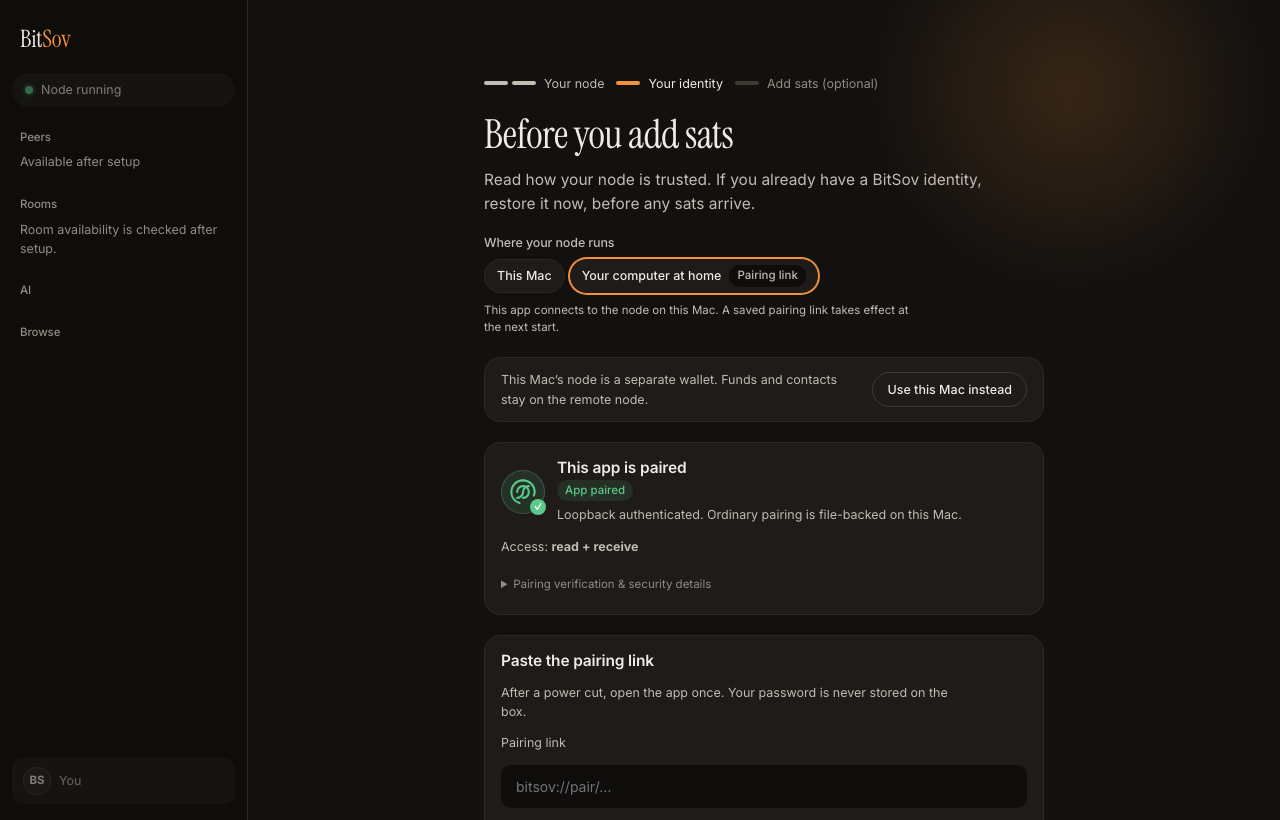 BitSov
Node running
Peers
Available after setup
Rooms
Room availability is checked after
setup.
AI
Browse
BS You
Your node
Your identity
Add sats (optional)
Before you add sats
Read how your node is trusted. If you already have a BitSov identity,
restore it now, before any sats arrive.
Where your node runs
This Mac
Your computer at home Pairing link
This app connects to the node on this Mac. A saved pairing link takes effect at
the next start.
This Mac’s node is a separate wallet. Funds and contacts
stay on the remote node.
Use this Mac instead
This app is paired
App paired
Loopback authenticated. Ordinary pairing is file-backed on this Mac.
Access: read + receive
Pairing verification & security details
Paste the pairing link
After a power cut, open the app once. Your password is never stored on the
box.
Pairing link
bitsov://pair/...